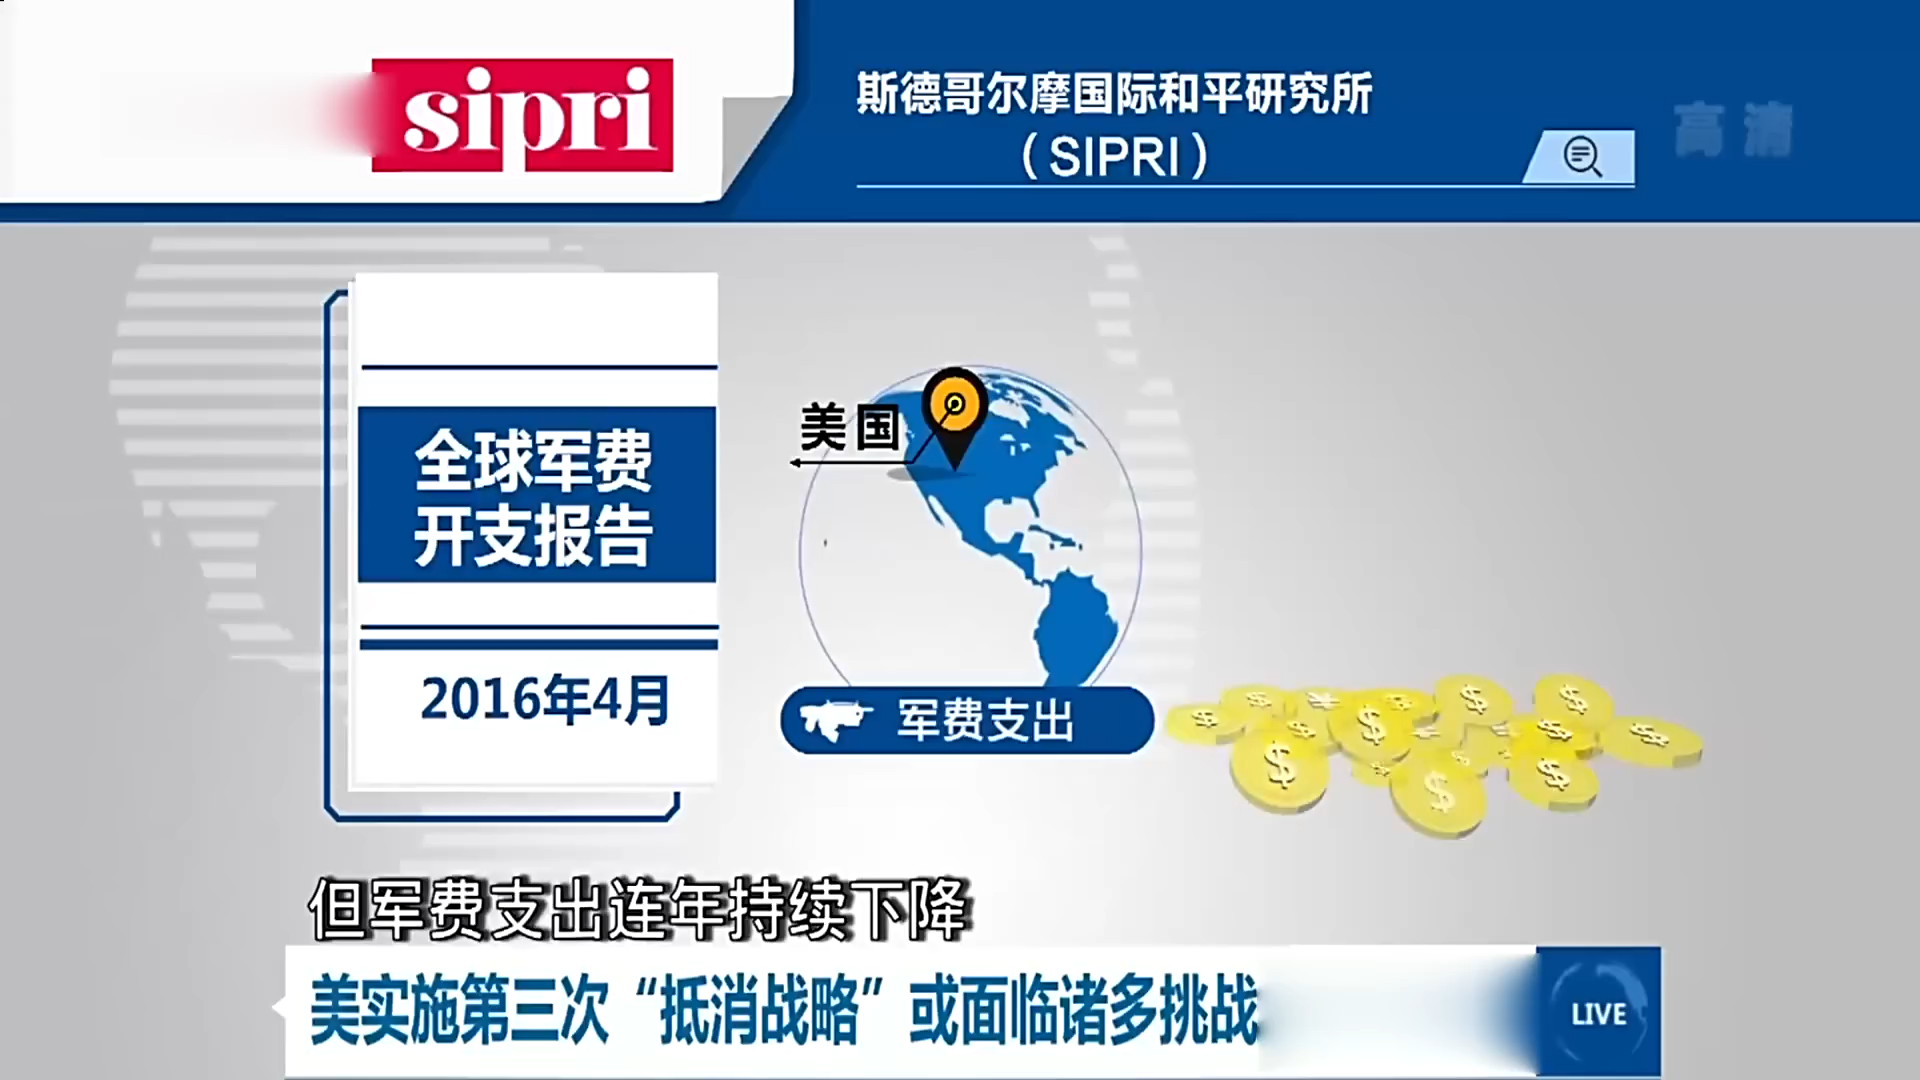 sipri
斯德哥尔摩国际和平研究所
（SIPRI）
高清
全球军费
开支报告
2016年4月
美国
军费支出
但军费支出连年持续下降
美实施第三次“抵消战略”或面临诸多挑战
LIVE